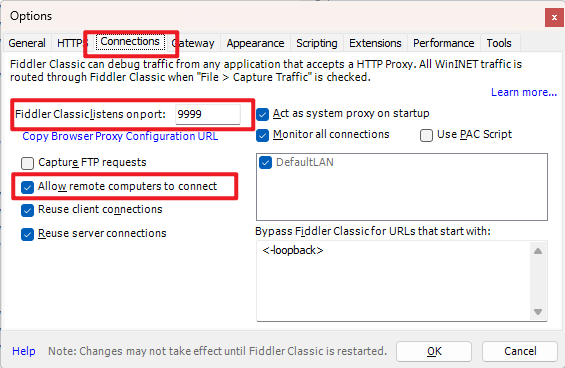 Options
x
General HTTPS Connections Gateway Appearance Scripting Extensions Performance Tools
Fiddler Classic can debug traffic from any application that accepts a HTTP Proxy. All WinINET traffic is
routed through Fiddler Classic when "File > Capture Traffic" is checked.
Learn more...
Fiddler Classic listens on port: 9999
Act as system proxy on startup
Copy Browser Proxy Configuration URL
Monitor all connections
Use PAC Script
Capture FTP requests
DefaultLAN
Allow remote computers to connect
Reuse client connections
Reuse server connections
Bypass Fiddler Classic for URLs that start with:
<-loopback>
Help Note: Changes may not take effect until Fiddler Classic is restarted. OK Cancel